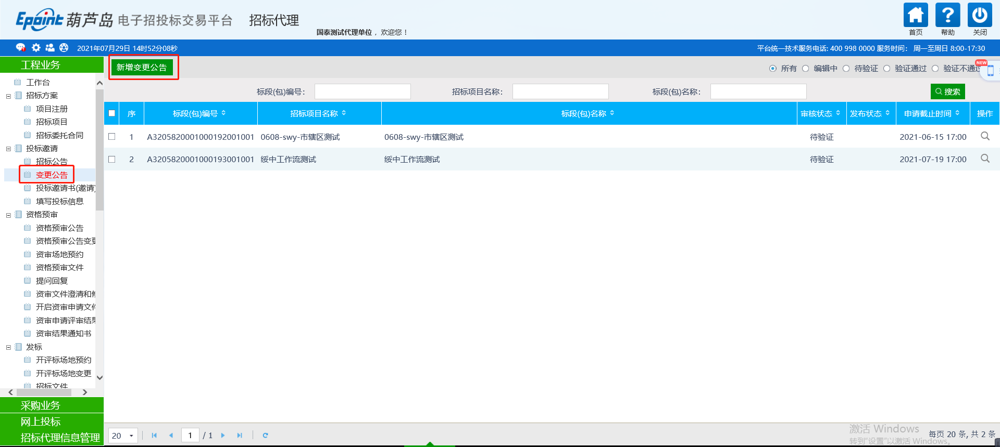 Epoint 葫芦岛 电子招投标交易平台 招标代理
国泰测试代理单位 ，欢迎您！
首页 帮助 关闭
2021年07月29日 14时52分08秒
平台统一技术服务电话: 400 998 0000 服务时间： 周一至周日 8:00-17:30
工程业务
工作台
招标方案
项目注册
招标项目
招标委托合同
投标邀请
招标公告
变更公告
投标邀请书(邀请)
填写投标信息
资格预审
资格预审公告
资格预审公告变更
资审场地预约
资格预审文件
提问回复
资审文件澄清和
开启资审申请文件
资审申请评审结果
资审结果通知书
发标
开评标场地预约
开评标场地变更
招标文件
采购业务
网上投标
招标代理信息管理
新增变更公告
所有 编辑中 待验证 验证通过 验证不通过
NEW
标段(包)编号： 招标项目名称： 标段(包)名称： 搜索
序 标段(包)编号 招标项目名称 标段(包)名称 审核状态 发布状态 申请截止时间 操作
1 A3205820001000192001001 0608-swy-市辖区测试 0608-swy-市辖区测试 待验证 2021-06-15 17:00
2 A3205820001000193001001 绥中工作流测试 绥中工作流测试 待验证 2021-07-19 17:00
20 1 / 1
每页 20 条, 共 2 条
激活 Windows
转到"设置"以激活 Windows。